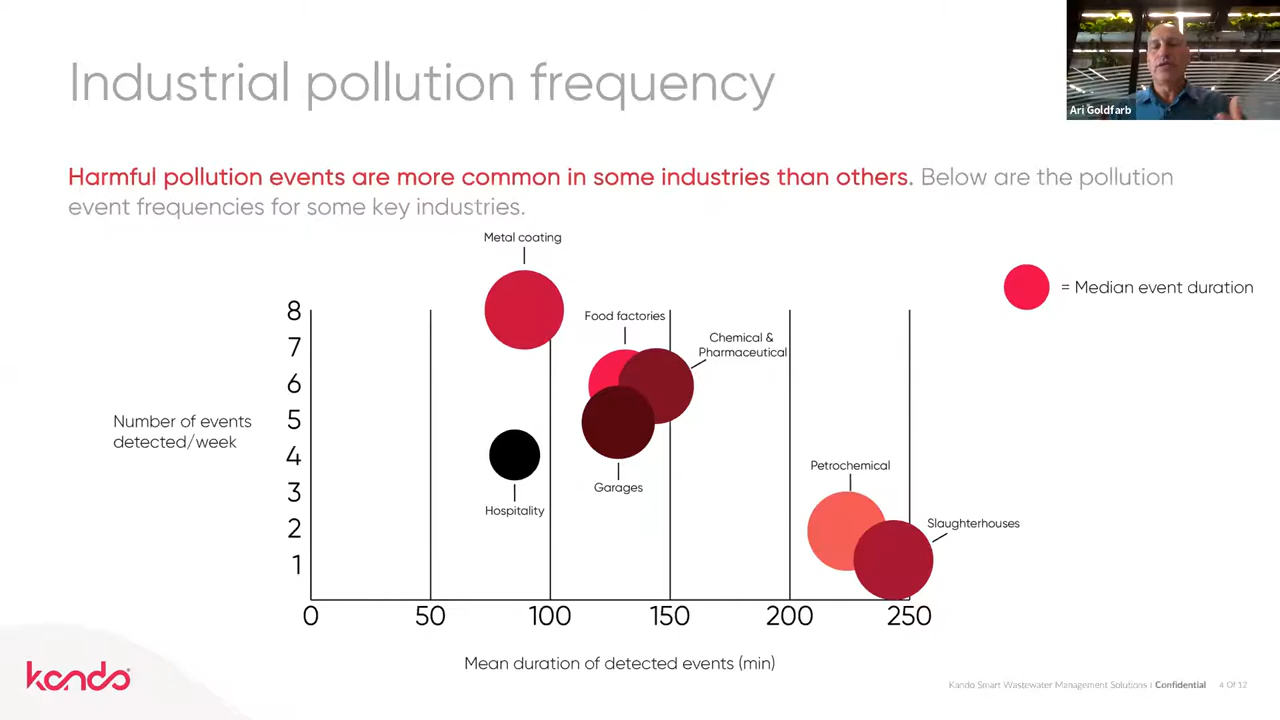 Industrial pollution frequency
Ari Goldfarb
Harmful pollution events are more common in some industries than others. Below are the pollution
event frequencies for some key industries.
Metal coating
= Median event duration
Food factories
Chemical &
Pharmaceutical
8
7
6
5
4
3
2
1
Number of events
detected/week
Petrochemical
Garages
Hospitality
Slaughterhouses
0 50 100 150 200 250
Mean duration of detected events (min)
kando
Kando Smart Wastewater Management Solutions | Confidential 4 Of 12